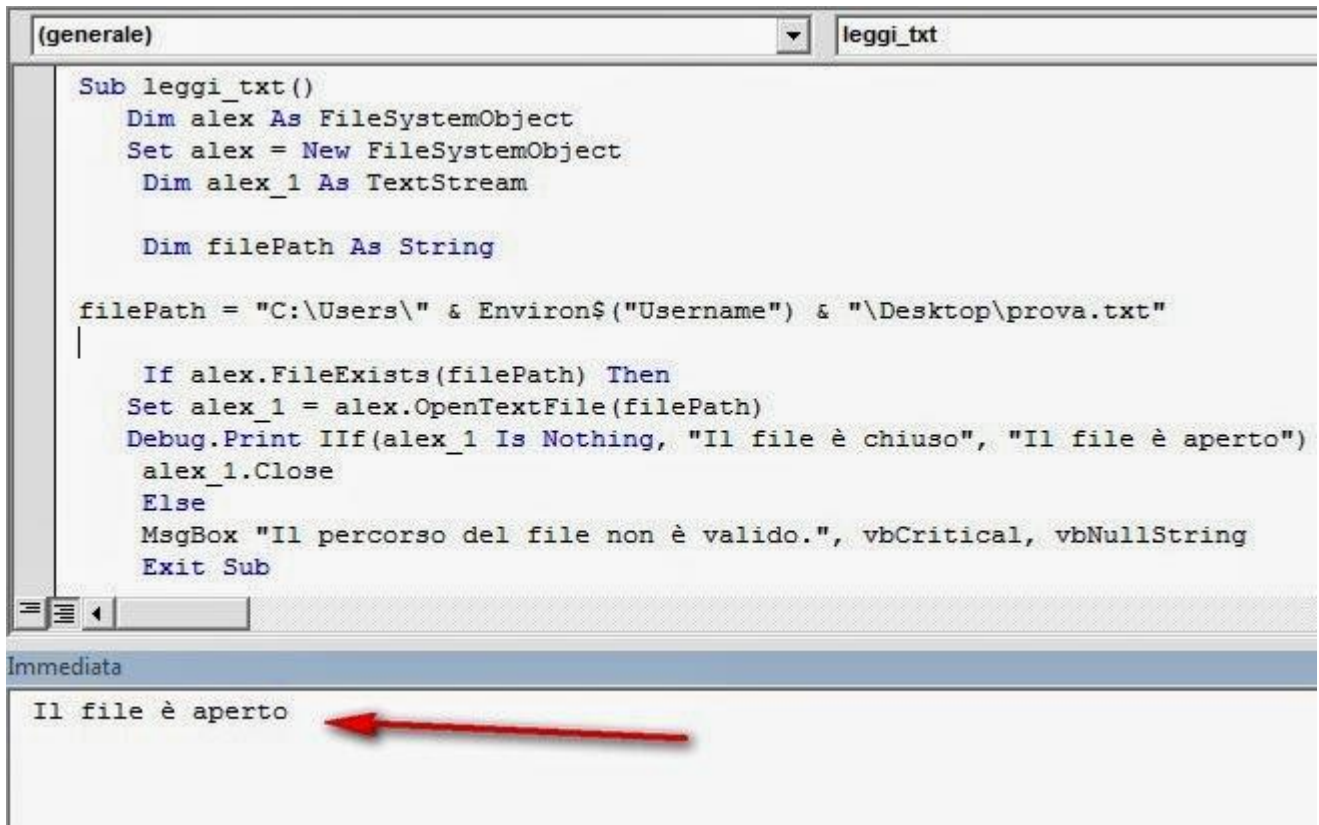 (generale) leggi_txt
Sub leggi_txt()
Dim alex As FileSystemObject
Set alex = New FileSystemObject
Dim alex_1 As TextStream
Dim filePath As String
filePath = "C:\Users\" & Environ$("Username") & "\Desktop\prova.txt"
If alex.FileExists(filePath) Then
Set alex_1 = alex.OpenTextFile(filePath)
Debug.Print IIf(alex_1 Is Nothing, "Il file è chiuso", "Il file è aperto")
alex_1.Close
Else
MsgBox "Il percorso del file non è valido.", vbCritical, vbNullString
Exit Sub
Immediata
Il file è aperto